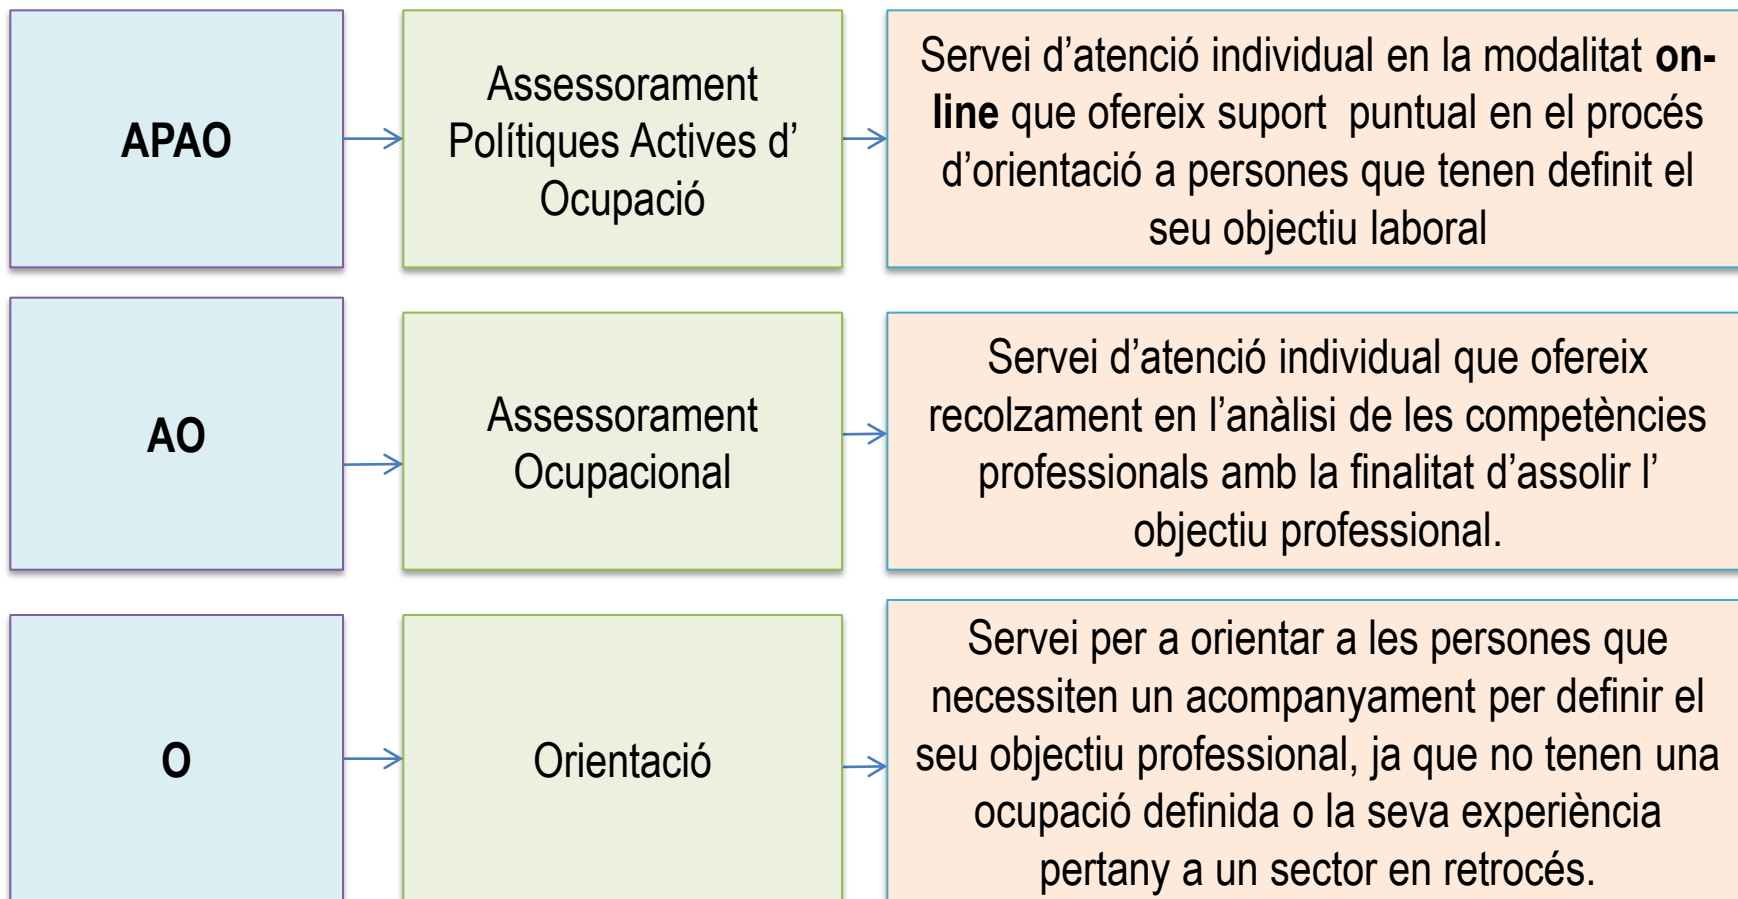 APAO
Assessorament
Polítiques Actives d’
Ocupació
Servei d’atenció individual en la modalitat on-
line que ofereix suport puntual en el procés
d’orientació a persones que tenen definit el
seu objectiu laboral
AO
Assessorament
Ocupacional
Servei d’atenció individual que ofereix
recolzament en l’anàlisi de les competències
professionals amb la finalitat d’assolir l’
objectiu professional.
O
Orientació
Servei per a orientar a les persones que
necessiten un acompanyament per definir el
seu objectiu professional, ja que no tenen una
ocupació definida o la seva experiència
pertany a un sector en retrocés.